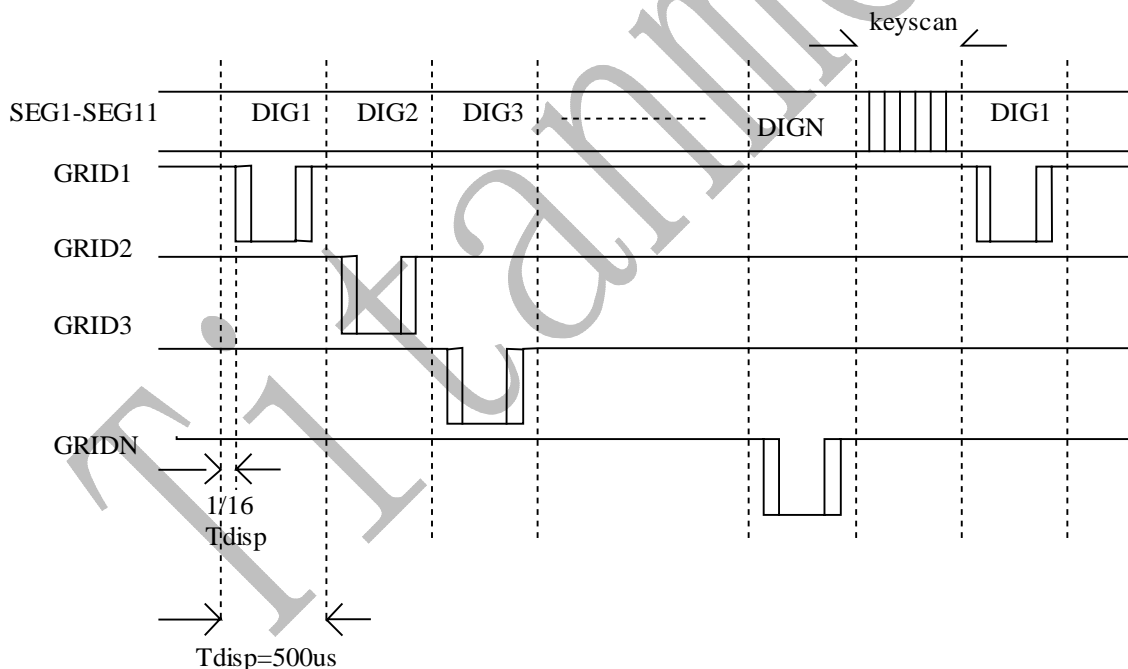 keyscan
SEG1-SEG11 DIG1 DIG2 DIG3 DIGN DIG1
GRID1
GRID2
GRID3
GRIDN
1/16
Tdisp
Tdisp=500us